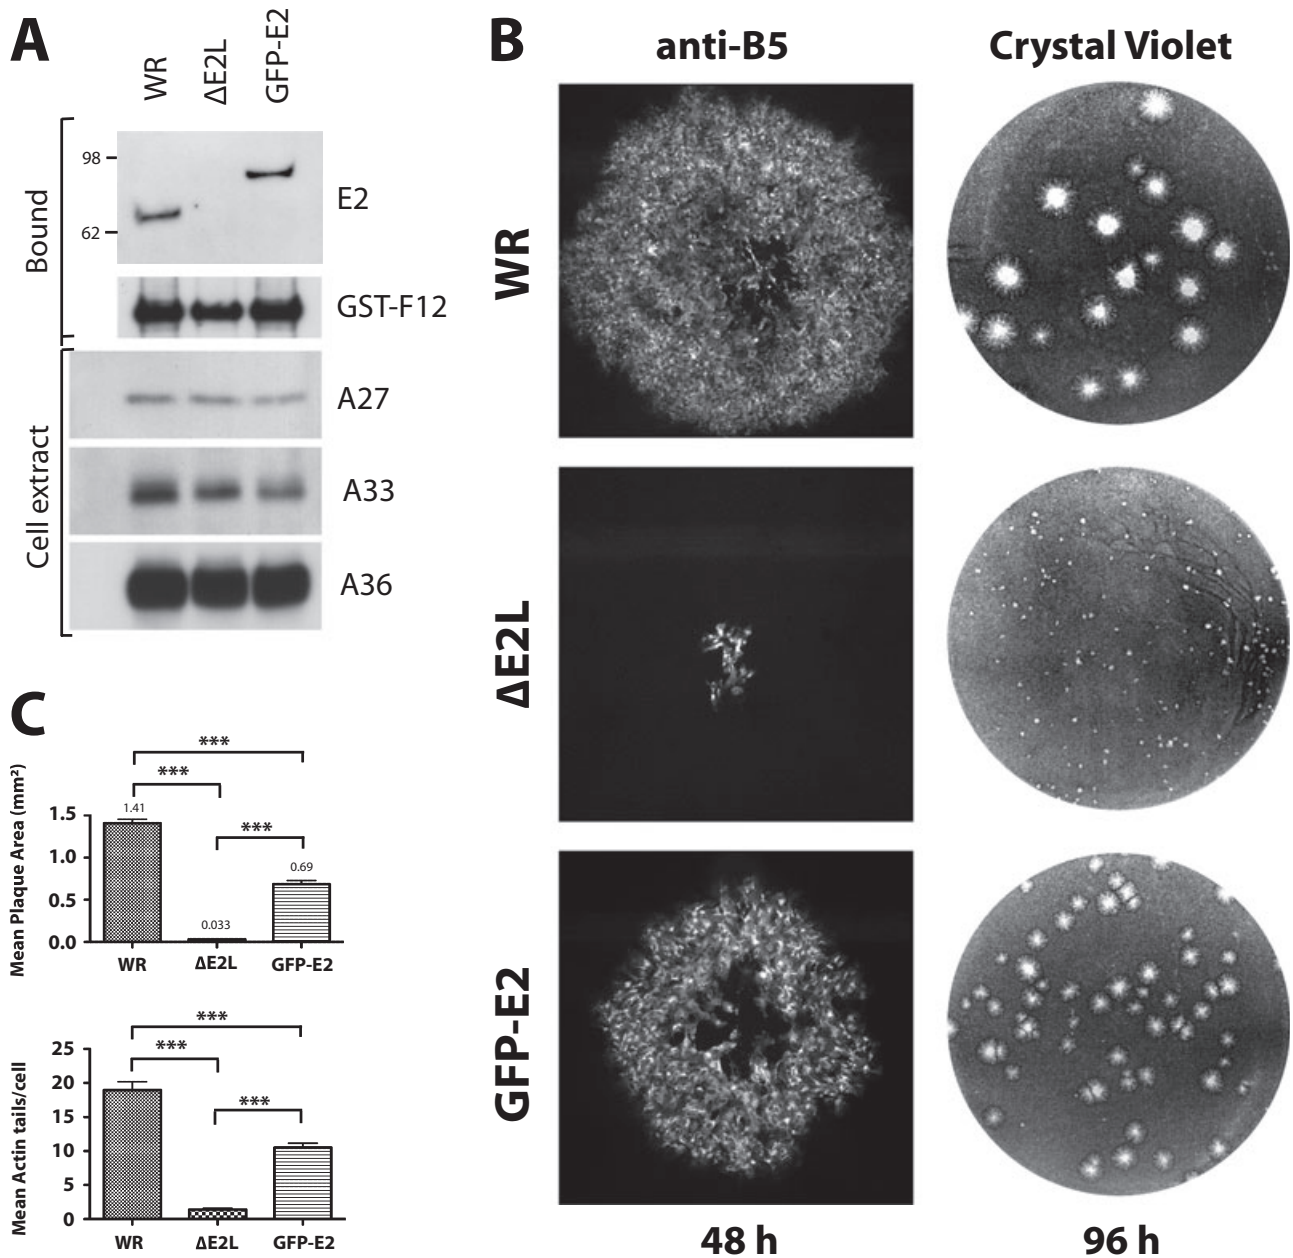 A
WR
ΔE2L
GFP-E2
Bound
98
62
E2
GST-F12
Cell extract
A27
A33
A36
B
anti-B5
Crystal Violet
WR
ΔE2L
GFP-E2
48 h
96 h
C
Mean Plaque Area (mm²)
***
***
***
1.5
1.0
0.5
0.0
1.41
0.033
0.69
WR
ΔE2L
GFP-E2
Mean Actin tails/cell
***
***
***
25
20
15
10
5
0
WR
ΔE2L
GFP-E2